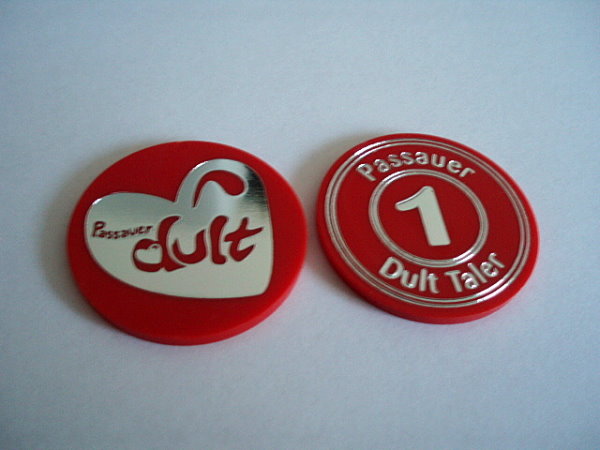 Passauer
dult
Passauer
1
Dult Taler